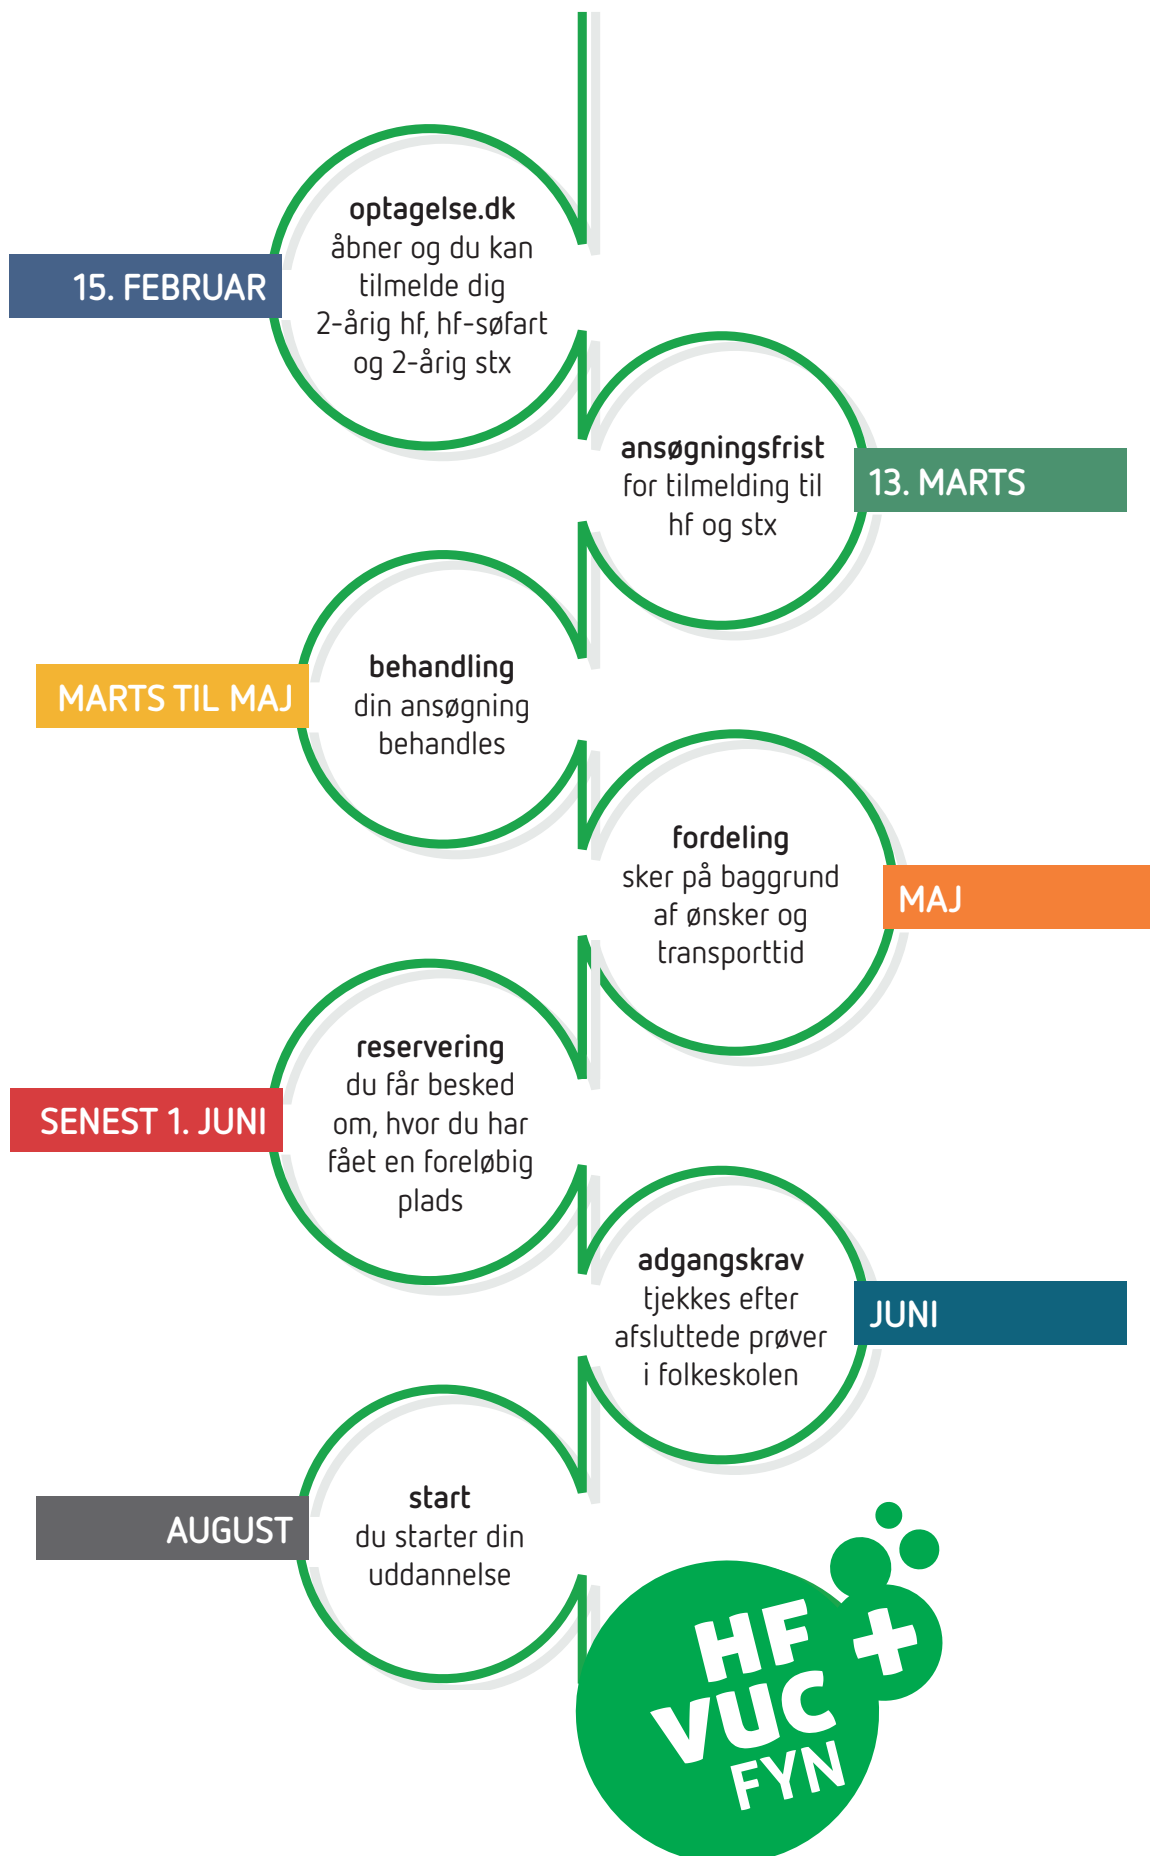 15. FEBRUAR
optagelse.dk
åbner og du kan
tilmelde dig
2-årig hf, hf-søfart
og 2-årig stx
ansøgningsfrist
for tilmelding til
hf og stx
13. MARTS
MARTS TIL MAJ
behandling
din ansøgning
behandles
fordeling
sker på baggrund
af ønsker og
transporttid
MAJ
SENEST 1. JUNI
reservering
du får besked
om, hvor du har
fået en foreløbig
plads
adgangskrav
tjekkes efter
afsluttede prøver
i folkeskolen
JUNI
AUGUST
start
du starter din
uddannelse
HF
+
VUC
FYN